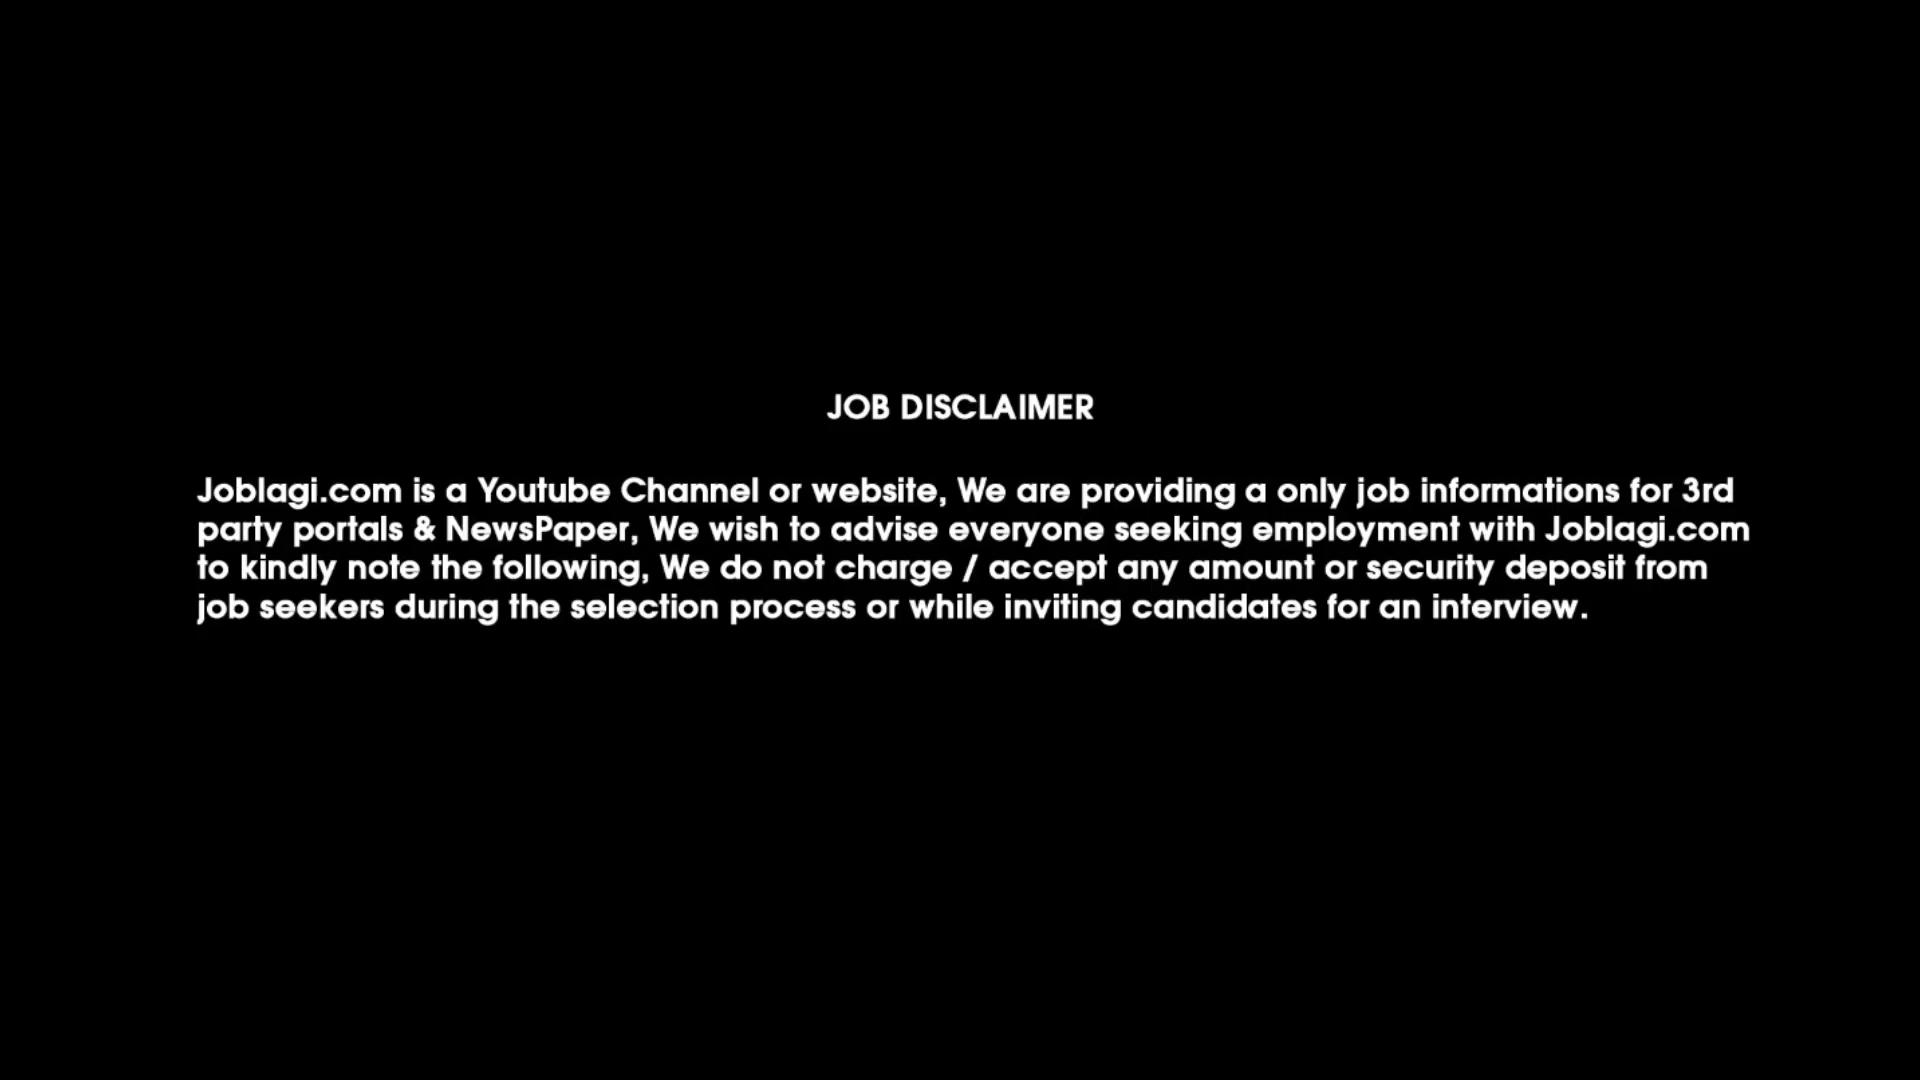 JOB DISCLAIMER
Joblagi.com is a Youtube Channel or website, We are providing a only job informations for 3rd
party portals & NewsPaper, We wish to advise everyone seeking employment with Joblagi.com
to kindly note the following, We do not charge / accept any amount or security deposit from
job seekers during the selection process or while inviting candidates for an interview.